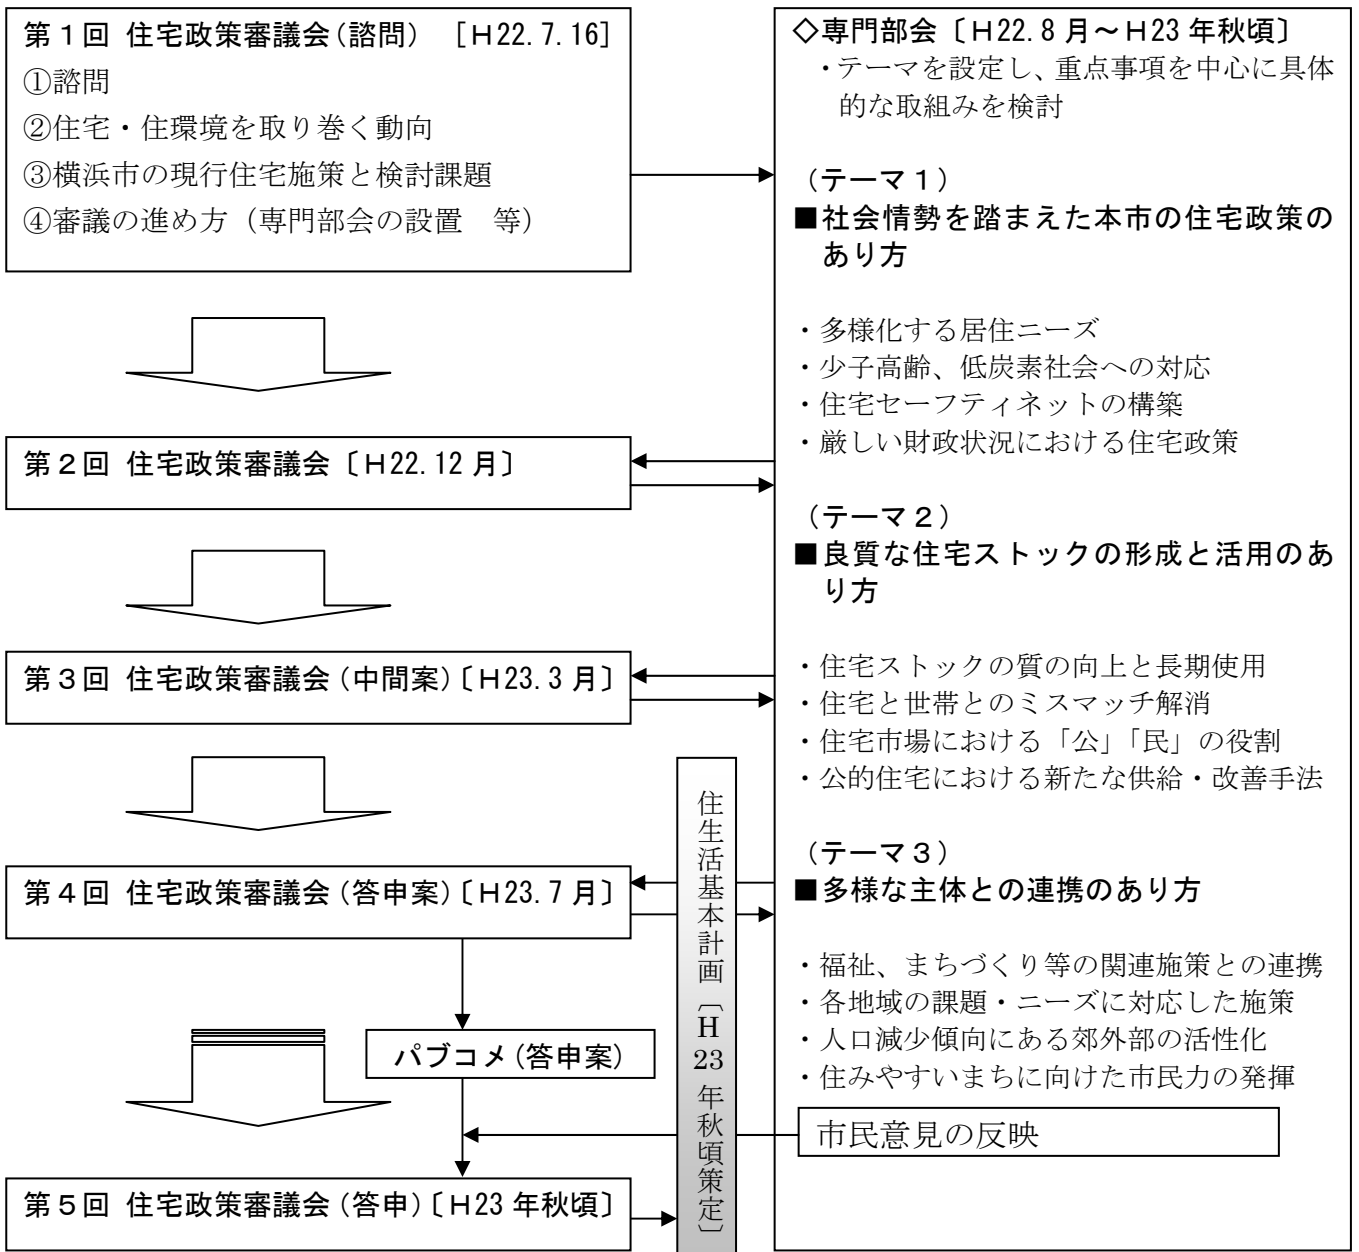 第１回 住宅政策審議会（諮問） ［Ｈ22.7.16］
①諮問
②住宅・住環境を取り巻く動向
③横浜市の現行住宅施策と検討課題
④審議の進め方（専門部会の設置　等）
第２回 住宅政策審議会〔Ｈ22.12月〕
第３回 住宅政策審議会（中間案）〔Ｈ23.3月〕
第４回 住宅政策審議会（答申案）〔Ｈ23.7月〕
パブコメ（答申案）
第５回 住宅政策審議会（答申）〔Ｈ23年秋頃〕
住生活基本計画〔Ｈ23年秋頃策定〕
◇専門部会〔Ｈ22.8月～Ｈ23年秋頃〕
・テーマを設定し、重点事項を中心に具体
的な取組みを検討
（テーマ１）
■社会情勢を踏まえた本市の住宅政策の
あり方
・多様化する居住ニーズ
・少子高齢、低炭素社会への対応
・住宅セーフティネットの構築
・厳しい財政状況における住宅政策
（テーマ２）
■良質な住宅ストックの形成と活用のあ
り方
・住宅ストックの質の向上と長期使用
・住宅と世帯とのミスマッチ解消
・住宅市場における「公」「民」の役割
・公的住宅における新たな供給・改善手法
（テーマ３）
■多様な主体との連携のあり方
・福祉、まちづくり等の関連施策との連携
・各地域の課題・ニーズに対応した施策
・人口減少傾向にある郊外部の活性化
・住みやすいまちに向けた市民力の発揮
市民意見の反映